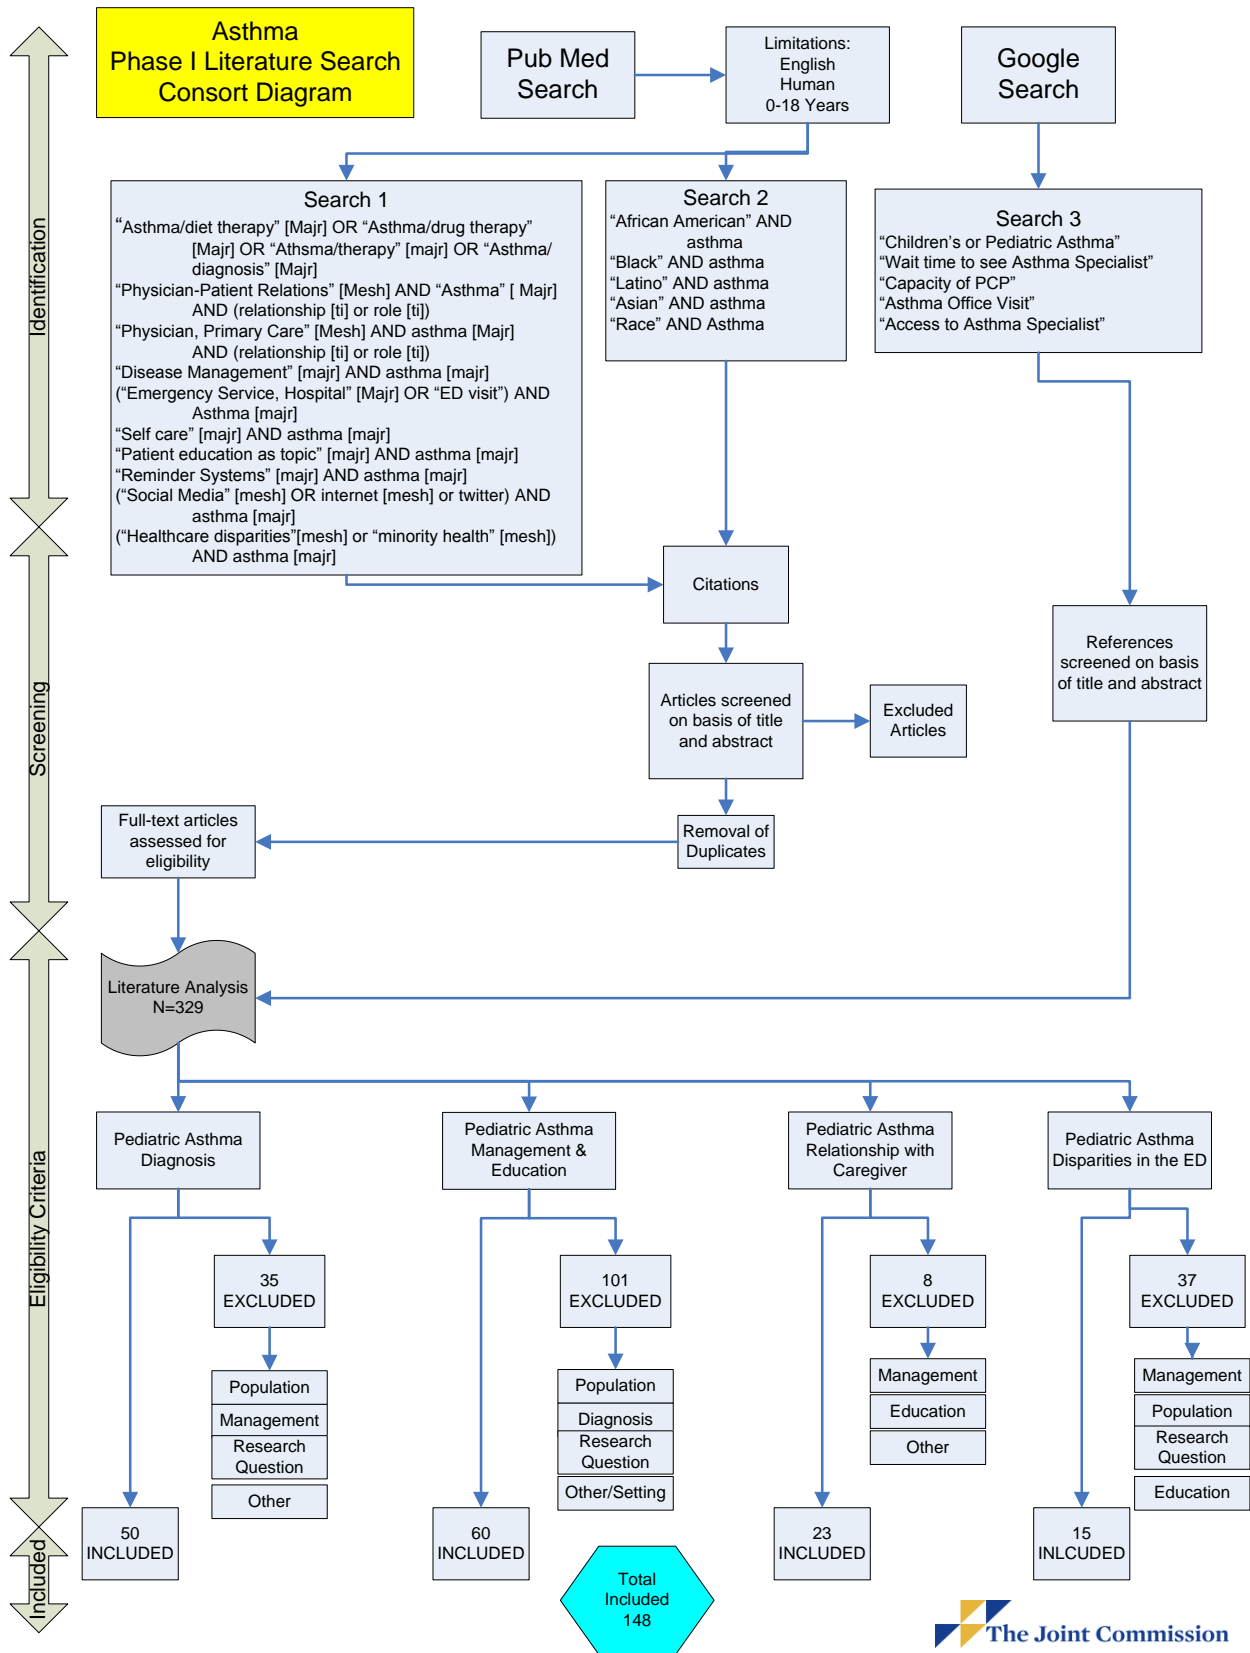 Asthma
Phase I Literature Search
Consort Diagram
Pub Med
Search
Limitations:
English
Human
0-18 Years
Google
Search
Identification
Search 1
“Asthma/diet therapy” [Majr] OR “Asthma/drug therapy”
[Majr] OR “Athsma/therapy” [majr] OR “Asthma/
diagnosis” [Majr]
“Physician-Patient Relations” [Mesh] AND “Asthma” [ Majr]
AND (relationship [ti] or role [ti])
“Physician, Primary Care” [Mesh] AND asthma [Majr]
AND (relationship [ti] or role [ti])
“Disease Management” [majr] AND asthma [majr]
(“Emergency Service, Hospital” [Majr] OR “ED visit”) AND
Asthma [majr]
“Self care” [majr] AND asthma [majr]
“Patient education as topic” [majr] AND asthma [majr]
“Reminder Systems” [majr] AND asthma [majr]
(“Social Media” [mesh] OR internet [mesh] or twitter) AND
asthma [majr]
(“Healthcare disparities”[mesh] or “minority health” [mesh])
AND asthma [majr]
Search 2
“African American” AND
asthma
“Black” AND asthma
“Latino” AND asthma
“Asian” AND asthma
“Race” AND Asthma
Search 3
“Children’s or Pediatric Asthma”
“Wait time to see Asthma Specialist”
“Capacity of PCP”
“Asthma Office Visit”
“Access to Asthma Specialist”
Screening
Citations
References
screened on basis
of title and abstract
Articles screened
on basis of title
and abstract
Excluded
Articles
Removal of
Duplicates
Full-text articles
assessed for
eligibility
Eligibility Criteria
Literature Analysis
N=329
Pediatric Asthma
Diagnosis
Pediatric Asthma
Management &
Education
Pediatric Asthma
Relationship with
Caregiver
Pediatric Asthma
Disparities in the ED
35
EXCLUDED
101
EXCLUDED
8
EXCLUDED
37
EXCLUDED
Population
Management
Research
Question
Other
Population
Diagnosis
Research
Question
Other/Setting
Management
Education
Other
Management
Population
Research
Question
Education
Included
50
INCLUDED
60
INCLUDED
23
INCLUDED
15
INLCUDED
Total
Included
148
The Joint Commission